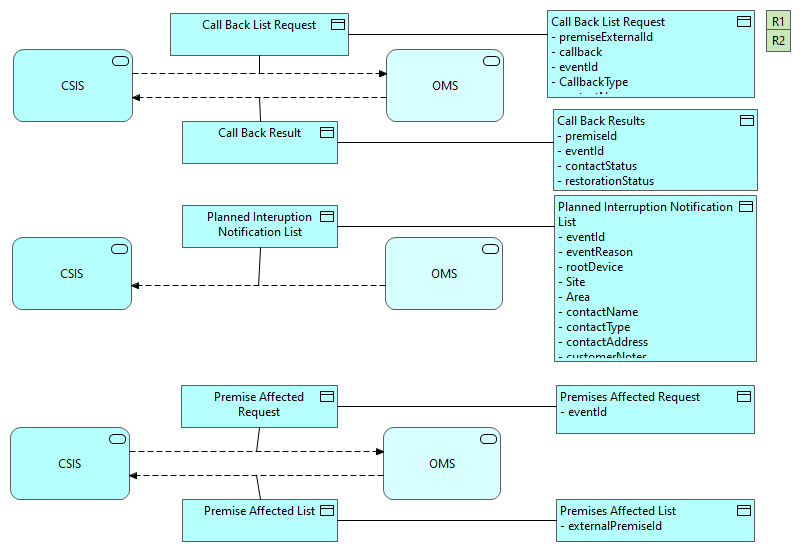 Call Back List Request
Call Back List Request
- premiseExternalId
- callback
- eventId
- CallbackType
R1
R2
CSIS
OMS
Call Back Result
Call Back Results
- premiseId
- eventId
- contactStatus
- restorationStatus
Planned Interuption
Notification List
Planned Interruption Notification
List
- eventId
- eventReason
- rootDevice
- Site
- Area
- contactName
- contactType
- contactAddress
- customerNotes
CSIS
OMS
Premise Affected
Request
Premises Affected Request
- eventId
CSIS
OMS
Premise Affected List
Premises Affected List
- externalPremiseId